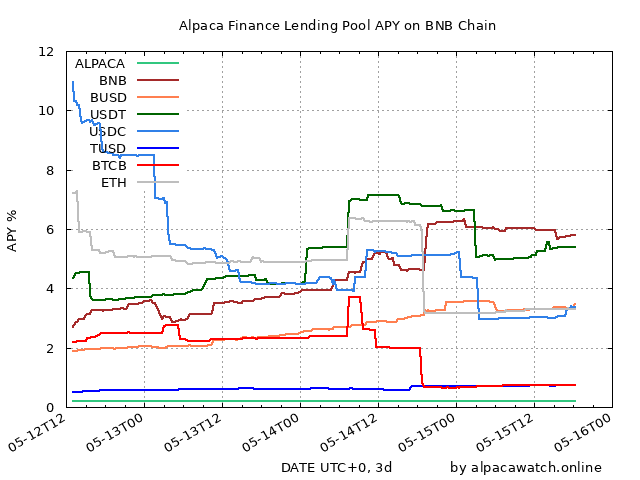 Alpaca Finance Lending Pool APY on BNB Chain
12
10
8
6
4
2
0
APY %
ALPACA
BNB
BUSD
USDT
USDC
TUSD
BTCB
ETH
05-12T12
05-13T00
05-13T12
05-14T00
05-14T12
05-15T00
05-15T12
05-16T00
DATE UTC+0, 3d
by alpacawatch.online